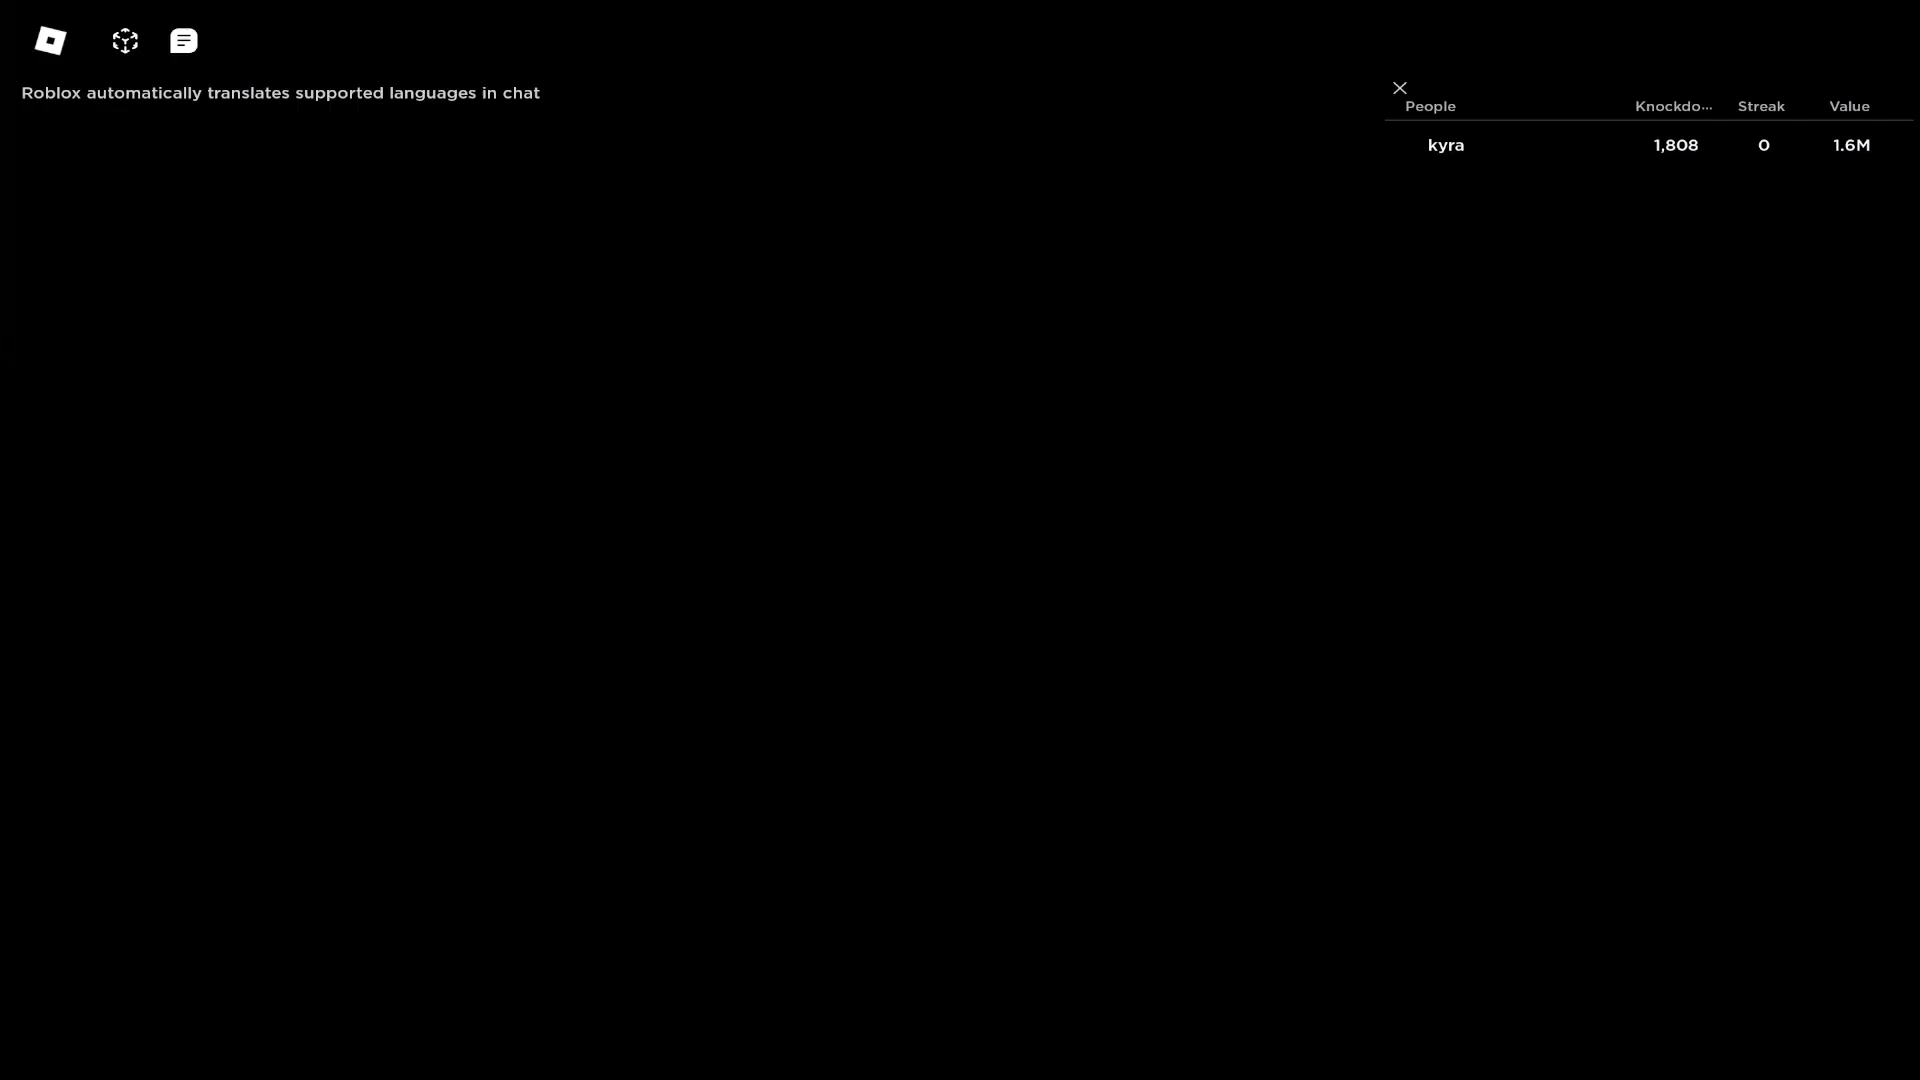 Roblox automatically translates supported languages in chat
People Knockdo... Streak Value
kyra 1,808 0 1.6M